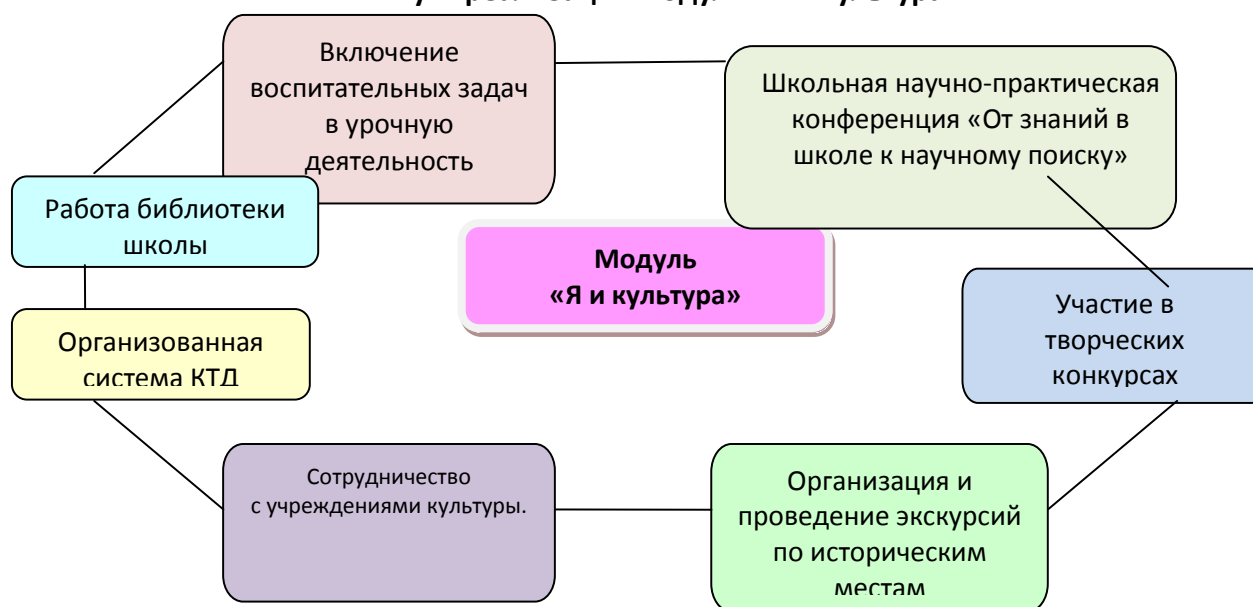 Включение
воспитательных задач
в урочную
деятельность
Школьная научно-практическая
конференция «От знаний в
школе к научному поиску»
Работа библиотеки
школы
Модуль
«Я и культура»
Участие в
творческих
конкурсах
Организованная
система КТД
Сотрудничество
с учреждениями культуры.
Организация и
проведение экскурсий
по историческим
местам